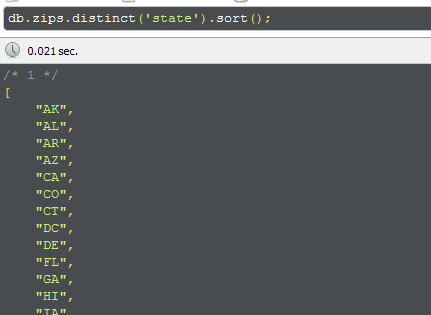 db.zips.distinct('state').sort();
0.021 sec.
/* 1 */
[
"AK",
"AL",
"AR",
"AZ",
"CA",
"CO",
"CT",
"DC",
"DE",
"FL",
"GA",
"HI",